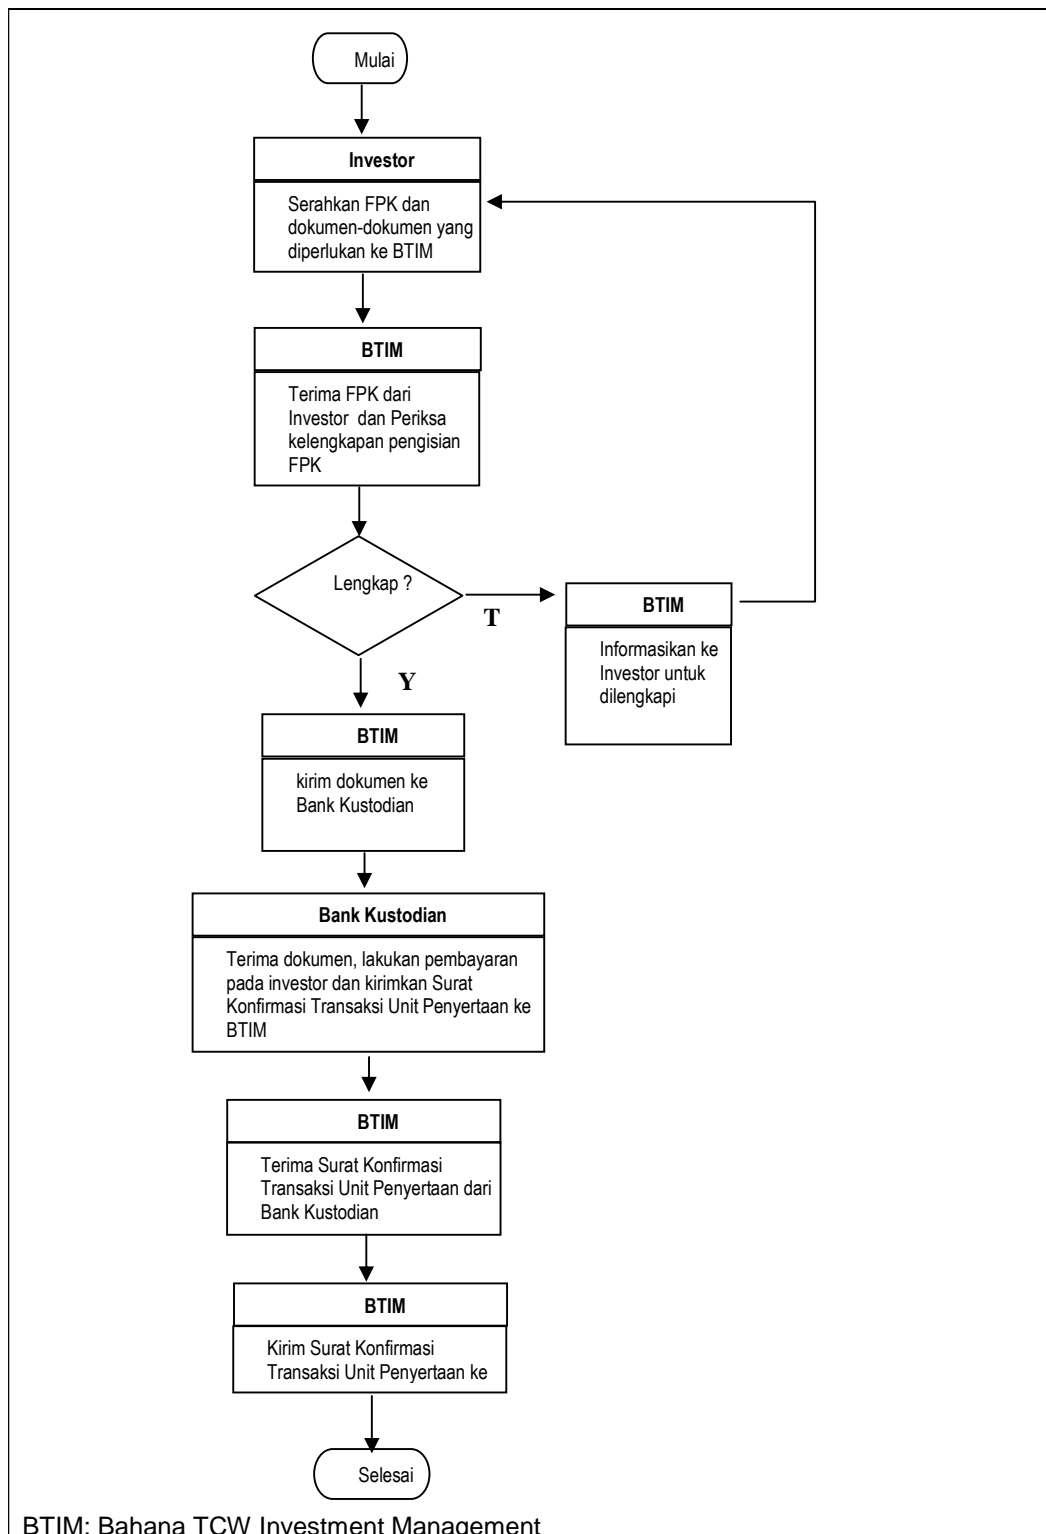 Mulai
Investor
Serahkan FPK dan
dokumen-dokumen yang
diperlukan ke BTIM
BTIM
Terima FPK dari
Investor dan Periksa
kelengkapan pengisian
FPK
Lengkap ?
T
BTIM
Informasikan ke
Investor untuk
dilengkapi
Y
BTIM
kirim dokumen ke
Bank Kustodian
Bank Kustodian
Terima dokumen, lakukan pembayaran
pada investor dan kirimkan Surat
Konfirmasi Transaksi Unit Penyertaan ke
BTIM
BTIM
Terima Surat Konfirmasi
Transaksi Unit Penyertaan dari
Bank Kustodian
BTIM
Kirim Surat Konfirmasi
Transaksi Unit Penyertaan ke
Selesai
BTIM: Bahana TCW Investment Management